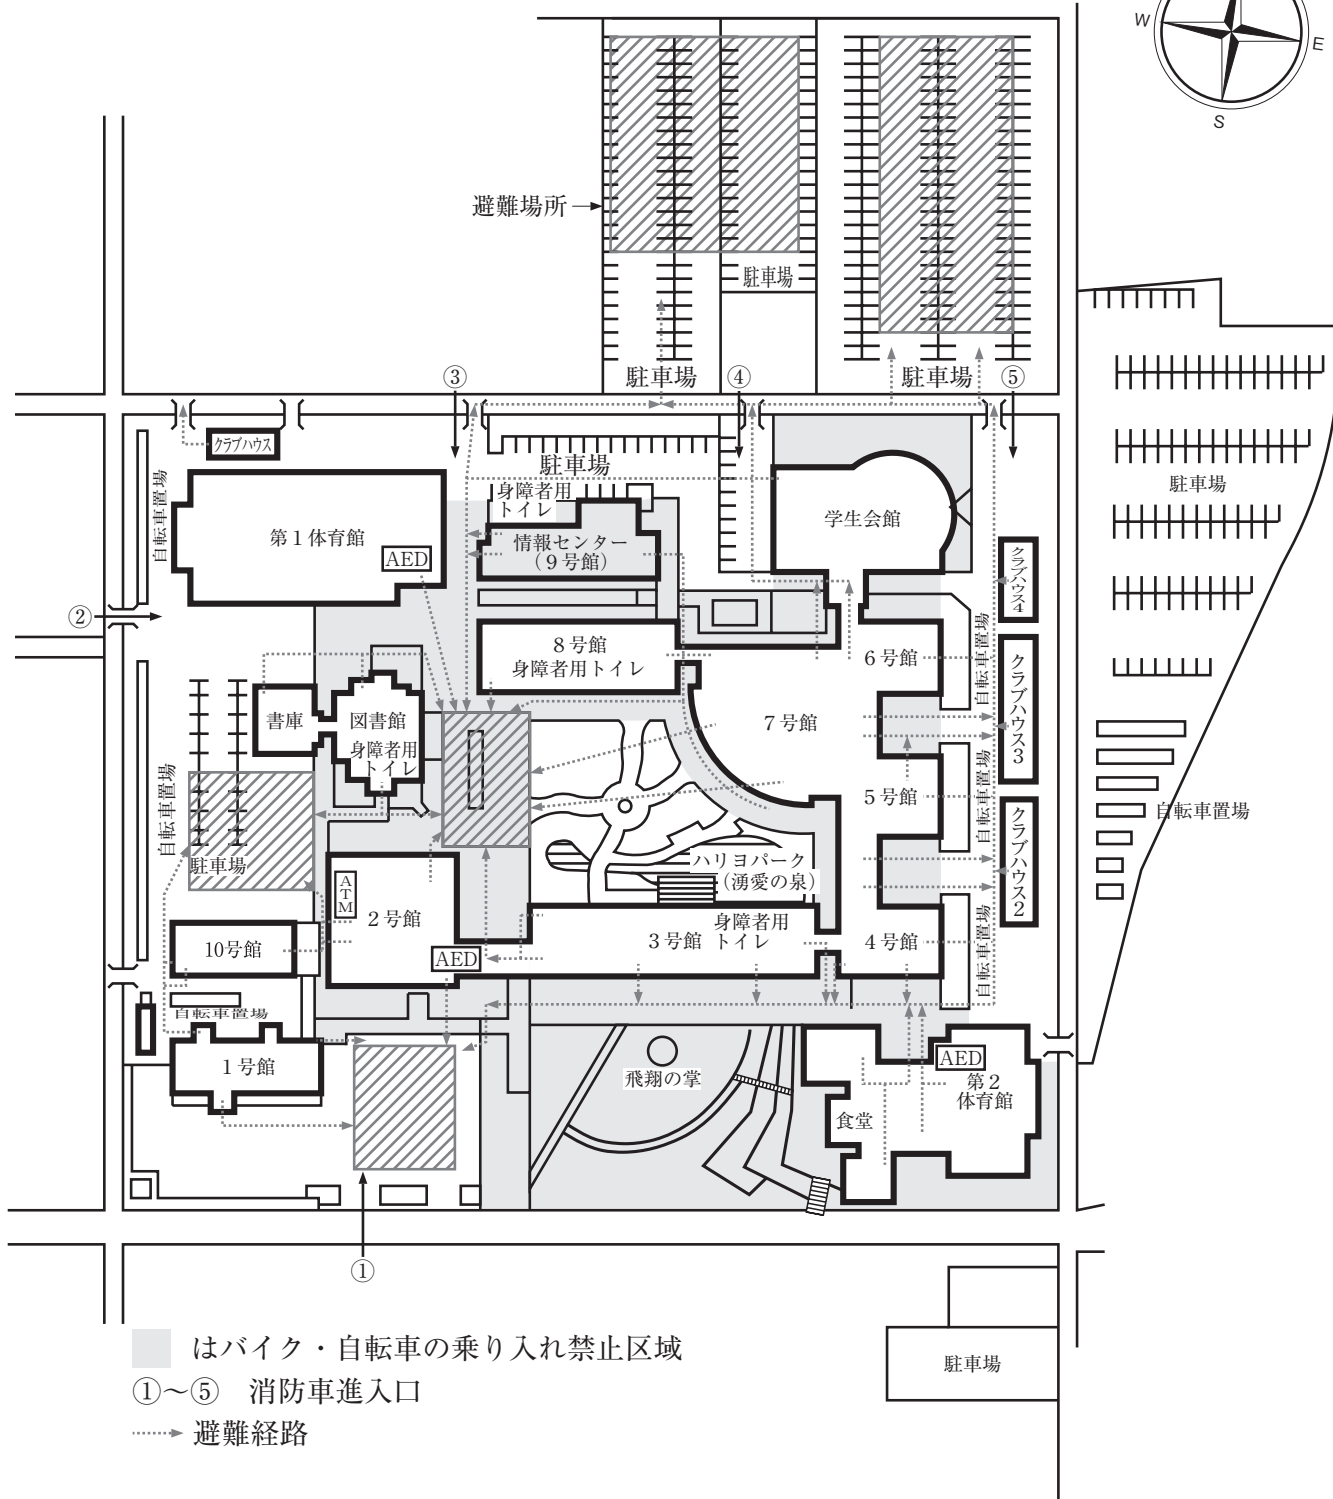 W
E
S
避難場所
駐車場
駐車場
駐車場
③
④
⑤
クラブハウス
駐車場
駐車場
自転車置場
第１体育館
AED
身障者用
トイレ
情報センター
（９号館）
学生会館
クラブハウス４
②
８号館
身障者用トイレ
６号館
自転車置場
クラブハウス３
書庫
図書館
身障者用
トイレ
７号館
５号館
自転車置場
自転車置場
自転車置場
駐車場
ハリヨパーク
（湧愛の泉）
クラブハウス２
ATM
２号館
10号館
AED
３号館
身障者用
トイレ
４号館
自転車置場
自転車置場
１号館
飛翔の掌
AED
第２
体育館
食堂
①
はバイク・自転車の乗り入れ禁止区域
①〜⑤　消防車進入口
避難経路
駐車場